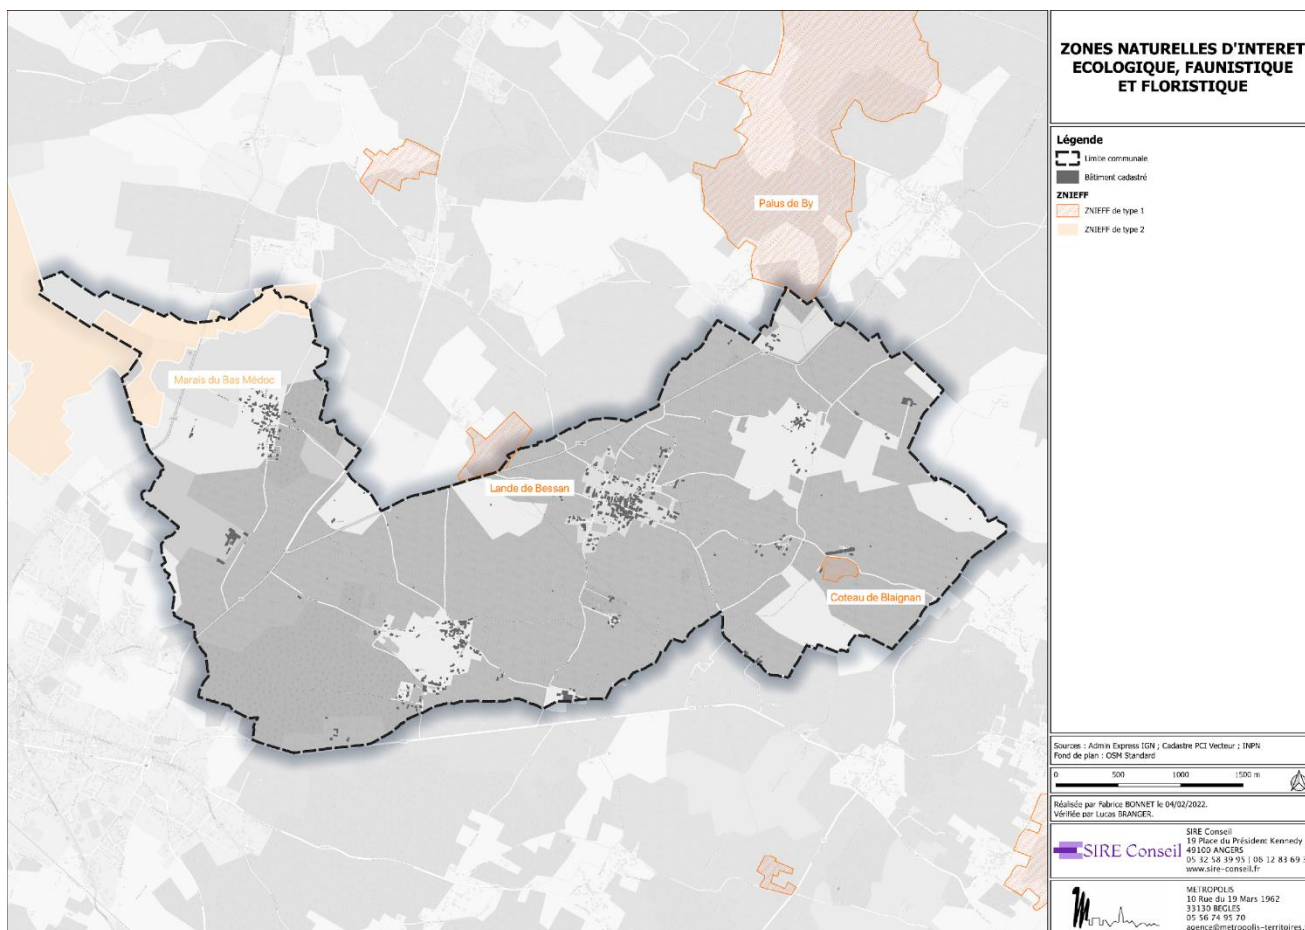 ZONES NATURELLES D'INTERET
ECOLOGIQUE, FAUNISTIQUE
ET FLORISTIQUE
Légende
Limite communale
Bâtiment cadastré
ZNIEFF
ZNIEFF de type 1
ZNIEFF de type 2
Palus de By
Marais du Bas Médoc
Lande de Bessan
Coteau de Blaignan
Sources : Admin Express IGN ; Cadastre PCI Vecteur ; INPN
Fond de plan : OSM Standard
0 500 1000 1500 m
Réalisée par Fabrice BONNET le 04/02/2022.
Vérifiée par Lucas BRANGER.
SIRE Conseil
SIRE Conseil
19 Place du Président Kennedy
49100 ANGERS
05 32 58 39 95 | 06 12 83 69 3
www.sire-conseil.fr
METROPOLIS
10 Rue du 19 Mars 1962
33130 BEGLES
05 56 74 95 70
agence@metropolis-territoires.